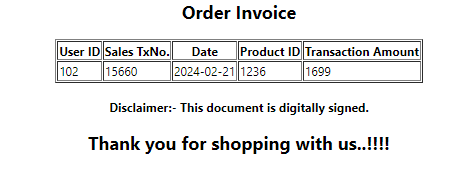 Order Invoice
User ID Sales TxNo. Date Product ID Transaction Amount
102 15660 2024-02-21 1236 1699
Disclaimer:- This document is digitally signed.
Thank you for shopping with us..!!!!